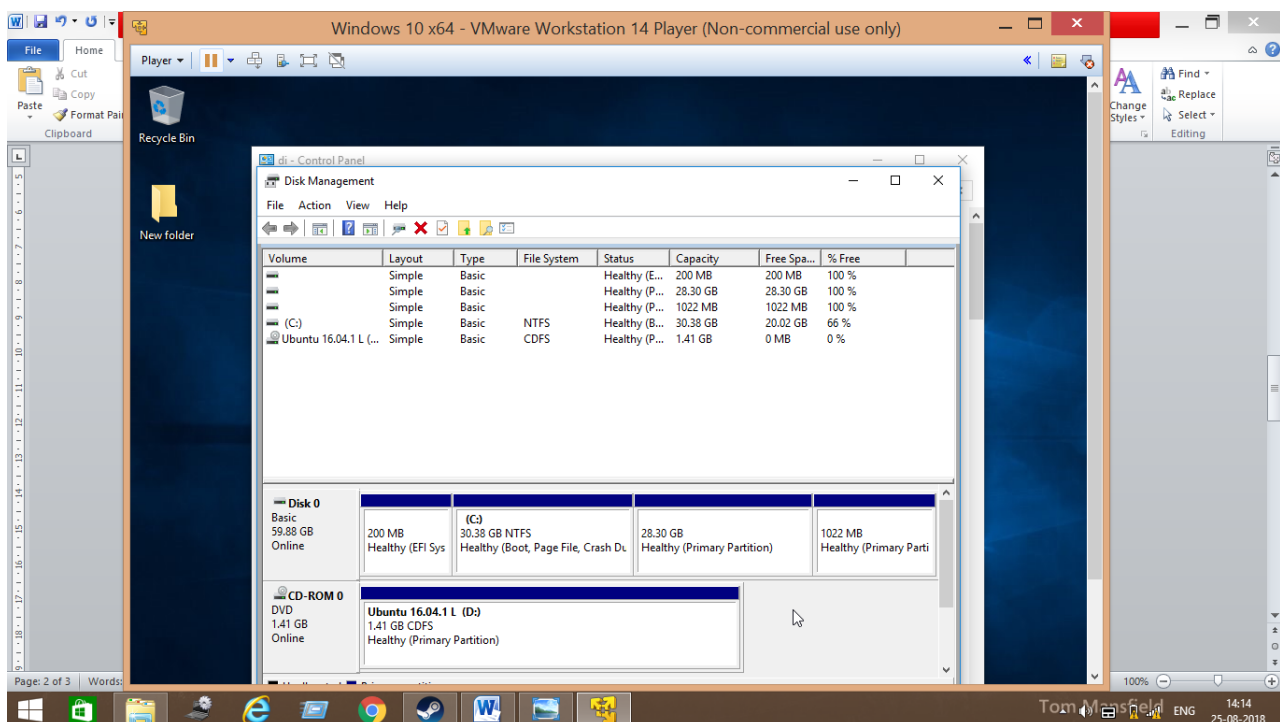 Windows 10 x64 - VMware Workstation 14 Player (Non-commercial use only)
File Home
Player
Cut
Copy
Paste
Format Pai
Clipboard
Find
Replace
Change Styles
Select
Editing
Recycle Bin
New folder
di - Control Panel
Disk Management
File Action View Help
Volume Layout Type File System Status Capacity Free Spa... % Free
Simple Basic Healthy (E... 200 MB 200 MB 100 %
Simple Basic Healthy (P... 28.30 GB 28.30 GB 100 %
Simple Basic Healthy (P... 1022 MB 1022 MB 100 %
(C:) Simple Basic NTFS Healthy (B... 30.38 GB 20.02 GB 66 %
Ubuntu 16.04.1 L (... Simple Basic CDFS Healthy (P... 1.41 GB 0 MB 0 %
Disk 0
Basic
59.88 GB
Online
200 MB
Healthy (EFI Sys
(C:)
30.38 GB NTFS
Healthy (Boot, Page File, Crash Du
28.30 GB
Healthy (Primary Partition)
1022 MB
Healthy (Primary Parti
CD-ROM 0
DVD
1.41 GB
Online
Ubuntu 16.04.1 L (D:)
1.41 GB CDFS
Healthy (Primary Partition)
Page: 2 of 3 Words:
100%
Tom Mansfield
ENG
14:14
25-08-2018